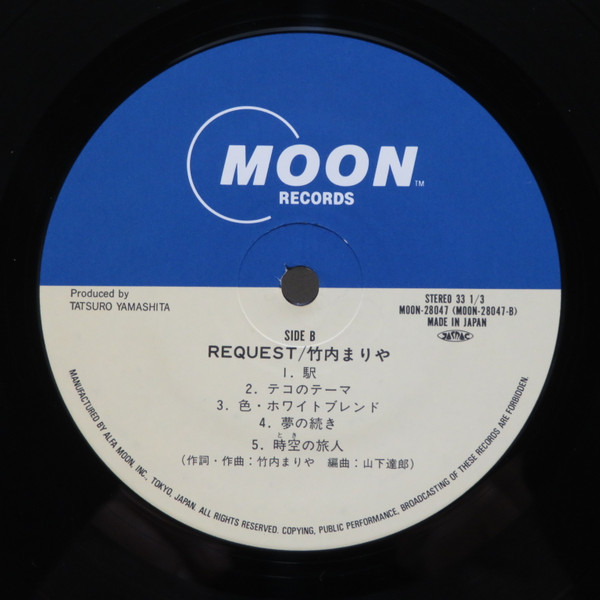 MOON™
RECORDS
Produced by
TATSURO YAMASHITA
STEREO 33 1/3
MOON-28047 (MOON-28047-B)
MADE IN JAPAN
JASRAC
SIDE B
REQUEST/竹内まりや
1. 駅
2. テコのテーマ
3. 色・ホワイトブレンド
4. 夢の続き
とき
5. 時空の旅人
(作詞・作曲:竹内まりや 編曲:山下達郎)
MANUFACTURED BY ALFA MOON, INC., TOKYO, JAPAN. ALL RIGHTS RESERVED. COPYING, PUBLIC PERFORMANCE, BROADCASTING OF THESE RECORDS ARE FORBIDDEN.